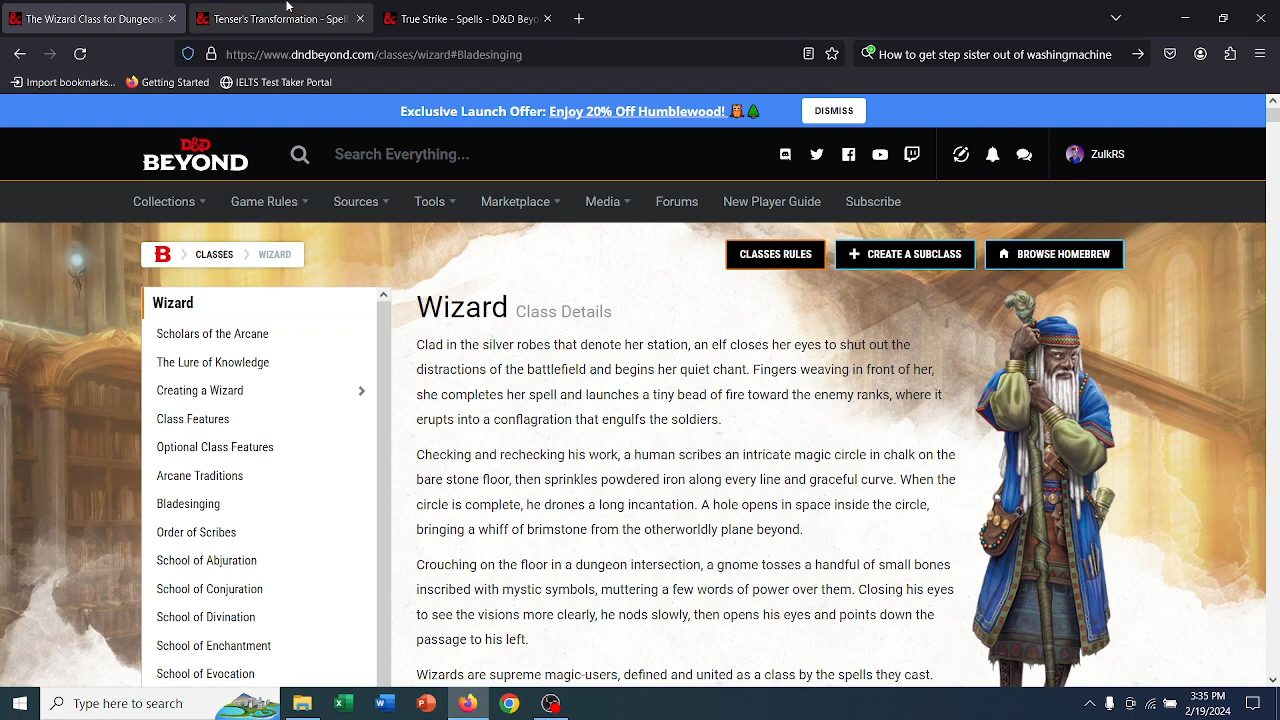 The Wizard Class for Dungeons
Tenser's Transformation - Spell
True Strike - Spells - D&D Bey
https://www.dndbeyond.com/classes/wizard#Bladesinging
How to get step sister out of washingmachine
Import bookmarks...
Getting Started
IELTS Test Taker Portal
Exclusive Launch Offer: Enjoy 20% Off Humblewood!
DISMISS
D&D
BEYOND
Search Everything...
ZulkRS
Collections
Game Rules
Sources
Tools
Marketplace
Media
Forums
New Player Guide
Subscribe
B
CLASSES
WIZARD
CLASSES RULES
CREATE A SUBCLASS
BROWSE HOMEBREW
Wizard
Scholars of the Arcane
The Lure of Knowledge
Creating a Wizard
Class Features
Optional Class Features
Arcane Traditions
Bladesinging
Order of Scribes
School of Abjuration
School of Conjuration
School of Divination
School of Enchantment
School of Evocation
Wizard Class Details
Clad in the silver robes that denote her station, an elf closes her eyes to shut out the
distractions of the battlefield and begins her quiet chant. Fingers weaving in front of her,
she completes her spell and launches a tiny bead of fire toward the enemy ranks, where it
erupts into a conflagration that engulfs the soldiers.
Checking and rechecking his work, a human scribes an intricate magic circle in chalk on the
bare stone floor, then sprinkles powdered iron along every line and graceful curve. When the
circle is complete, he drones a long incantation. A hole opens in space inside the circle,
bringing a whiff of brimstone from the otherworldly plane beyond.
Crouching on the floor in a dungeon intersection, a gnome tosses a handful of small bones
inscribed with mystic symbols, muttering a few words of power over them. Closing his eyes
to see the visions more clearly, he nods slowly, then opens his eyes and points down the
passage to his left.
Wizards are supreme magic-users, defined and united as a class by the spells they cast.
Type here to search
3:35 PM
2/19/2024